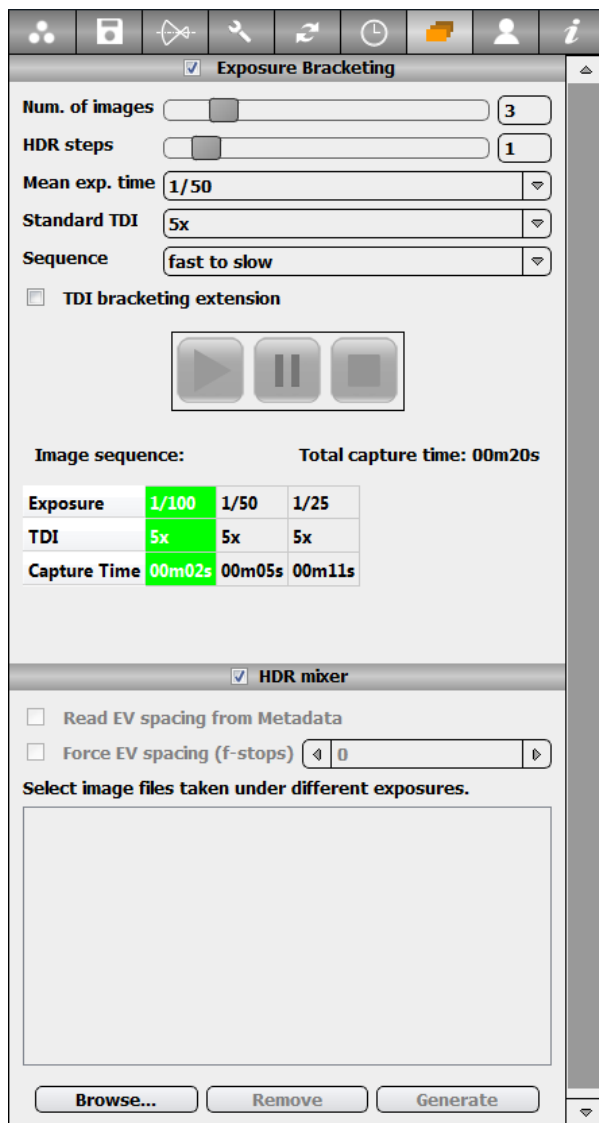 i
Exposure Bracketing
Num. of images 3
HDR steps 1
Mean exp. time 1/50
Standard TDI 5x
Sequence fast to slow
TDI bracketing extension
Image sequence: Total capture time: 00m20s
Exposure 1/100 1/50 1/25
TDI 5x 5x 5x
Capture Time 00m02s 00m05s 00m11s
HDR mixer
Read EV spacing from Metadata
Force EV spacing (f-stops) 0
Select image files taken under different exposures.
Browse... Remove Generate